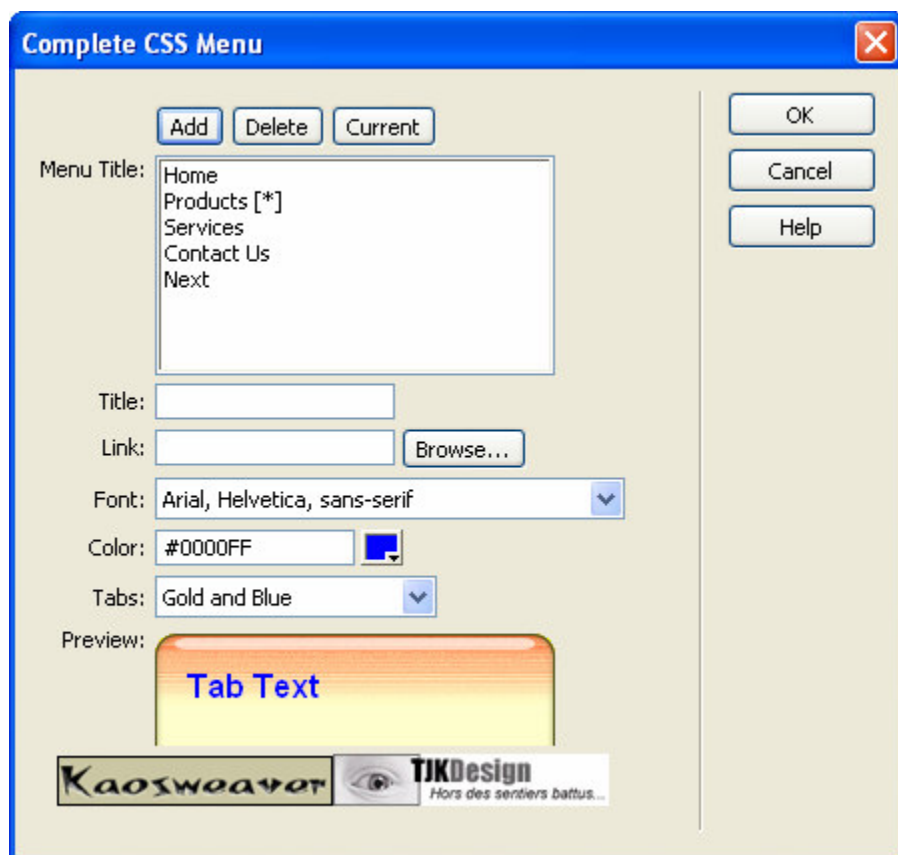 Complete CSS Menu
Add Delete Current
OK
Cancel
Help
Menu Title:
Home
Products [*]
Services
Contact Us
Next
Title:
Link: Browse...
Font: Arial, Helvetica, sans-serif
Color: #0000FF
Tabs: Gold and Blue
Preview:
Tab Text
Kaosweaver
TJKDesign
Hors des sentiers battus...